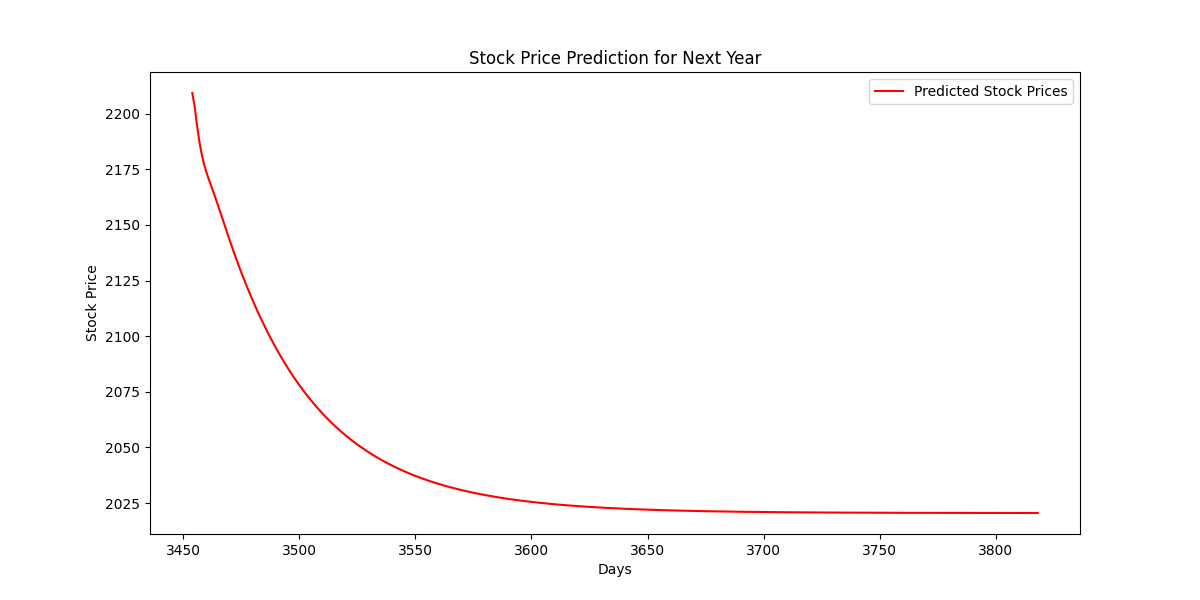 Stock Price Prediction for Next Year
Predicted Stock Prices
Stock Price
2200
2175
2150
2125
2100
2075
2050
2025
3450 3500 3550 3600 3650 3700 3750 3800
Days